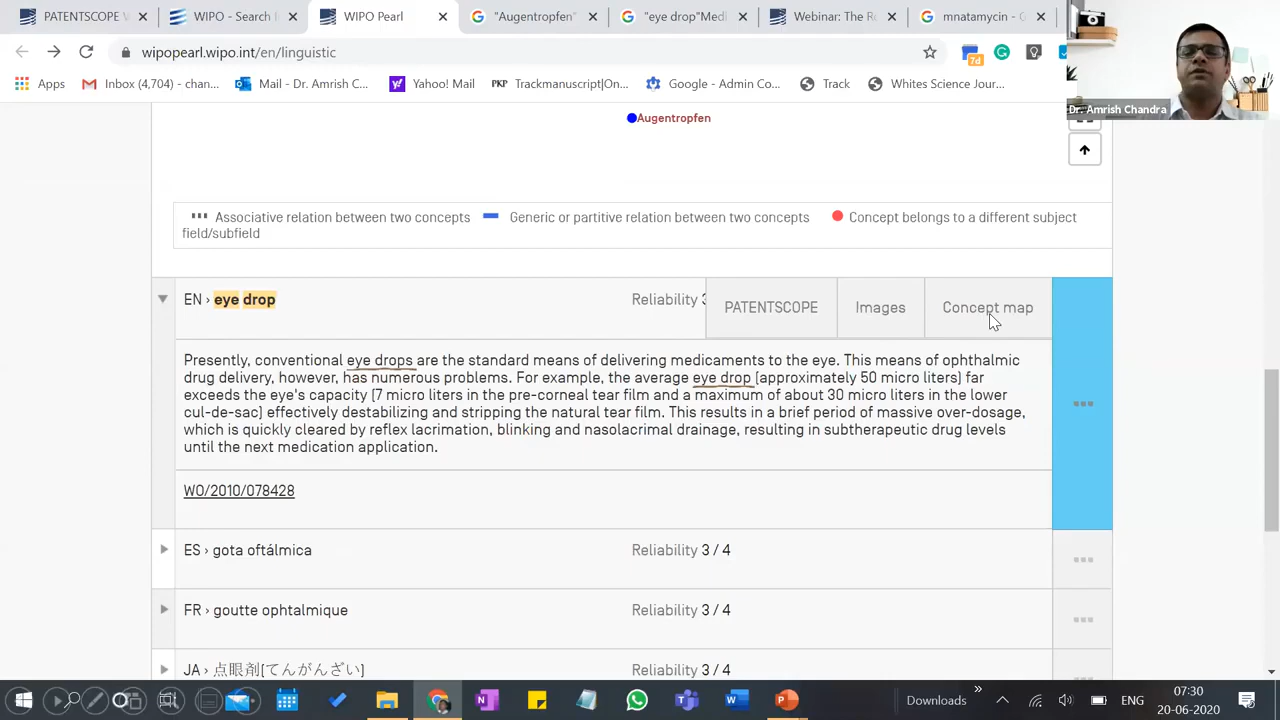 PATENTSCOPE
WIPO - Search
WIPO Pearl
"Augentropfen"
"eye drop"Med
Webinar: The
mnatamycin - G
wipopearl.wipo.int/en/linguistic
7d
Apps
Inbox (4,704) - chan...
Mail - Dr. Amrish C...
Yahoo! Mail
PKP
Trackmanuscript|On...
Google - Admin Co...
Track
Whites Science Jour...
Dr. Amrish Chandra
Augentropfen
Associative relation between two concepts
Generic or partitive relation between two concepts
Concept belongs to a different subject
field/subfield
EN › eye drop
Reliability 3
PATENTSCOPE
Images
Concept map
Presently, conventional eye drops are the standard means of delivering medicaments to the eye. This means of ophthalmic
drug delivery, however, has numerous problems. For example, the average eye drop [approximately 50 micro liters] far
exceeds the eye's capacity [7 micro liters in the pre-corneal tear film and a maximum of about 30 micro liters in the lower
cul-de-sac] effectively destabilizing and stripping the natural tear film. This results in a brief period of massive over-dosage,
which is quickly cleared by reflex lacrimation, blinking and nasolacrimal drainage, resulting in subtherapeutic drug levels
until the next medication application.
WO/2010/078428
ES › gota oftálmica
Reliability 3 / 4
FR › goutte ophtalmique
Reliability 3 / 4
JA › 点眼剤[てんがんざい]
Reliability 3 / 4
Downloads
ENG
07:30
20-06-2020